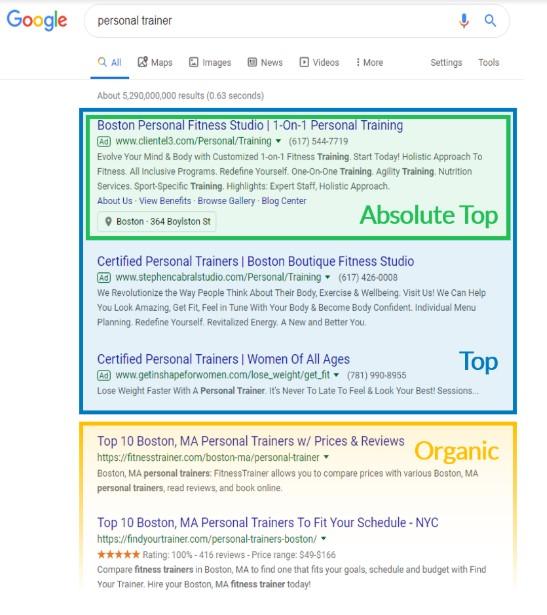 Google
personal trainer
All Maps Images News Videos More Settings Tools
About 5,290,000,000 results (0.63 seconds)
Boston Personal Fitness Studio | 1-On-1 Personal Training
Ad www.clientel3.com/Personal/Training (617) 544-7719
Evolve Your Mind & Body with Customized 1-on-1 Fitness Training. Start Today! Holistic Approach To
Fitness. All Inclusive Programs. Redefine Yourself. One-On-One Training. Agility Training. Nutrition
Services. Sport-Specific Training. Highlights: Expert Staff, Holistic Approach.
About Us · View Benefits · Browse Gallery · Blog Center
Boston · 364 Boylston St
Absolute Top
Certified Personal Trainers | Boston Boutique Fitness Studio
Ad www.stephencabralstudio.com/Personal/Training (617) 426-0008
We Revolutionize the Way People Think About Their Body, Exercise & Wellbeing. Visit Us! We Can Help
You Look Amazing, Get Fit, Feel in Tune With Your Body & Become Body Confident. Individual Menu
Planning. Redefine Yourself. Revitalized Energy. A New and Better You.
Certified Personal Trainers | Women Of All Ages
Top
Ad www.getinshapeforwomen.com/lose_weight/get_fit (781) 990-8955
Lose Weight Faster With A Personal Trainer. It's Never To Late To Feel & Look Your Best! Sessions...
Top 10 Boston, MA Personal Trainers w/ Prices & Reviews
Organic
https://fitnesstrainer.com/boston-ma/personal-trainer
Boston, MA personal trainers: FitnessTrainer allows you to compare prices with various Boston, MA
personal trainers, read reviews, and book online.
Top 10 Boston, MA Personal Trainers To Fit Your Schedule - NYC
https://findyourtrainer.com/personal-trainers-boston/
Rating: 100% - 416 reviews - Price range: $49-$166
Compare fitness trainers in Boston, MA to find one that fits your goals, schedule and budget with Find
Your Trainer. Hire your Boston, MA fitness trainer today!